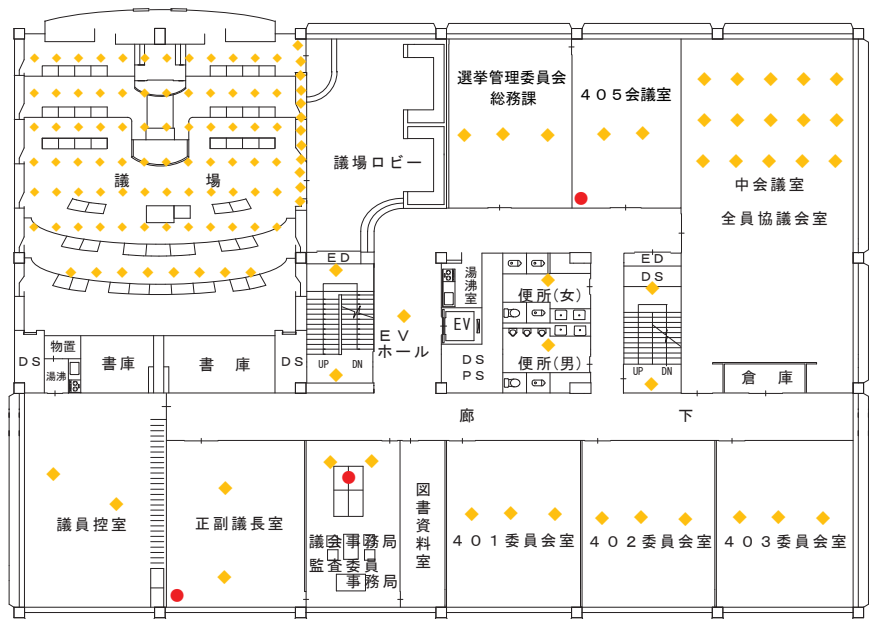 選挙管理委員会
総務課
４０５会議室
議場ロビー
中会議室
全員協議会室
議　場
ED
ED
DS
湯沸室
便所(女)
EV
EV
ホール
便所(男)
DS
PS
UP
DN
UP
DN
DS
物置
湯沸
書庫
書　庫
DS
倉　庫
廊　下
議員控室
正副議長室
議会事務局
監査委員
事務局
図書資料室
４０１委員会室
４０２委員会室
４０３委員会室